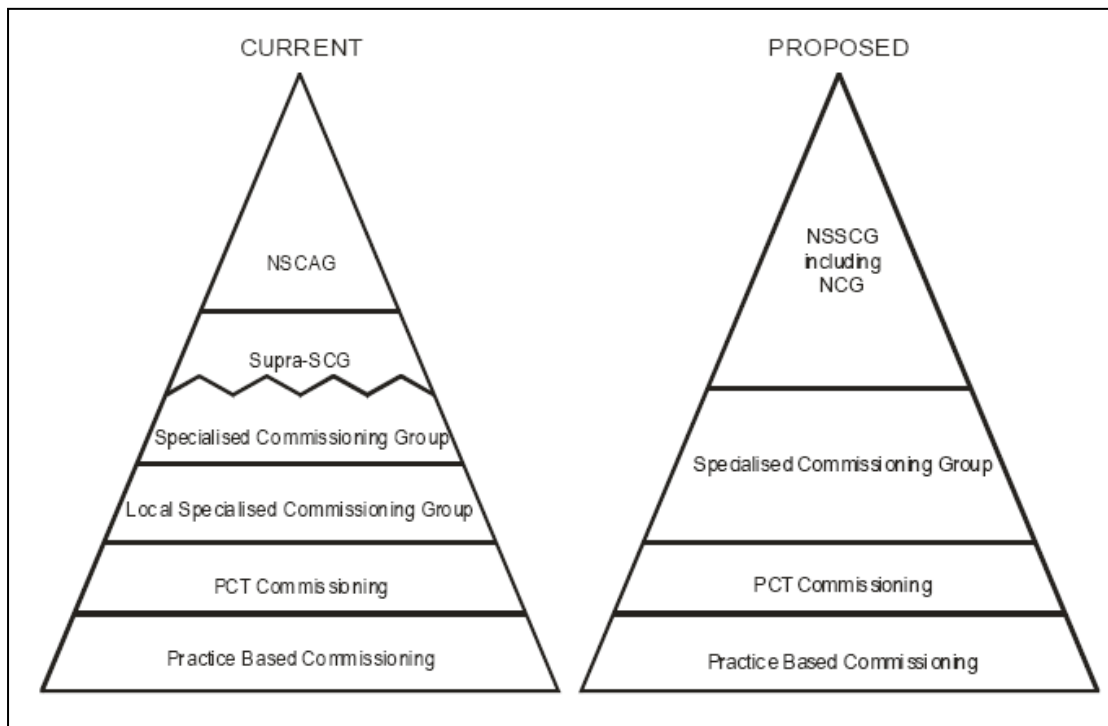 CURRENT
NSCAG
Supra-SCG
Specialised Commissioning Group
Local Specialised Commissioning Group
PCT Commissioning
Practice Based Commissioning
PROPOSED
NSSCG
including
NCG
Specialised Commissioning Group
PCT Commissioning
Practice Based Commissioning